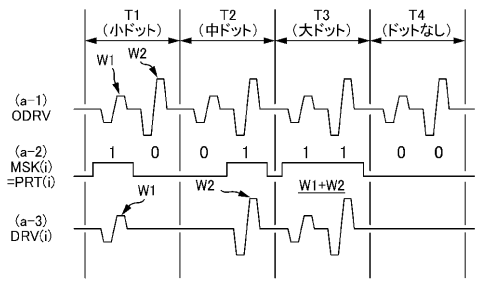 T1 T2 T3 T4
(小ドット) (中ドット) (大ドット) (ドットなし)
W1 W2
(a-1)
ODRV
(a-2) 1 0 0 1 1 1 0 0
MSK(i)
=PRT(i)
W1 W2 W1+W2
(a-3)
DRV(i)